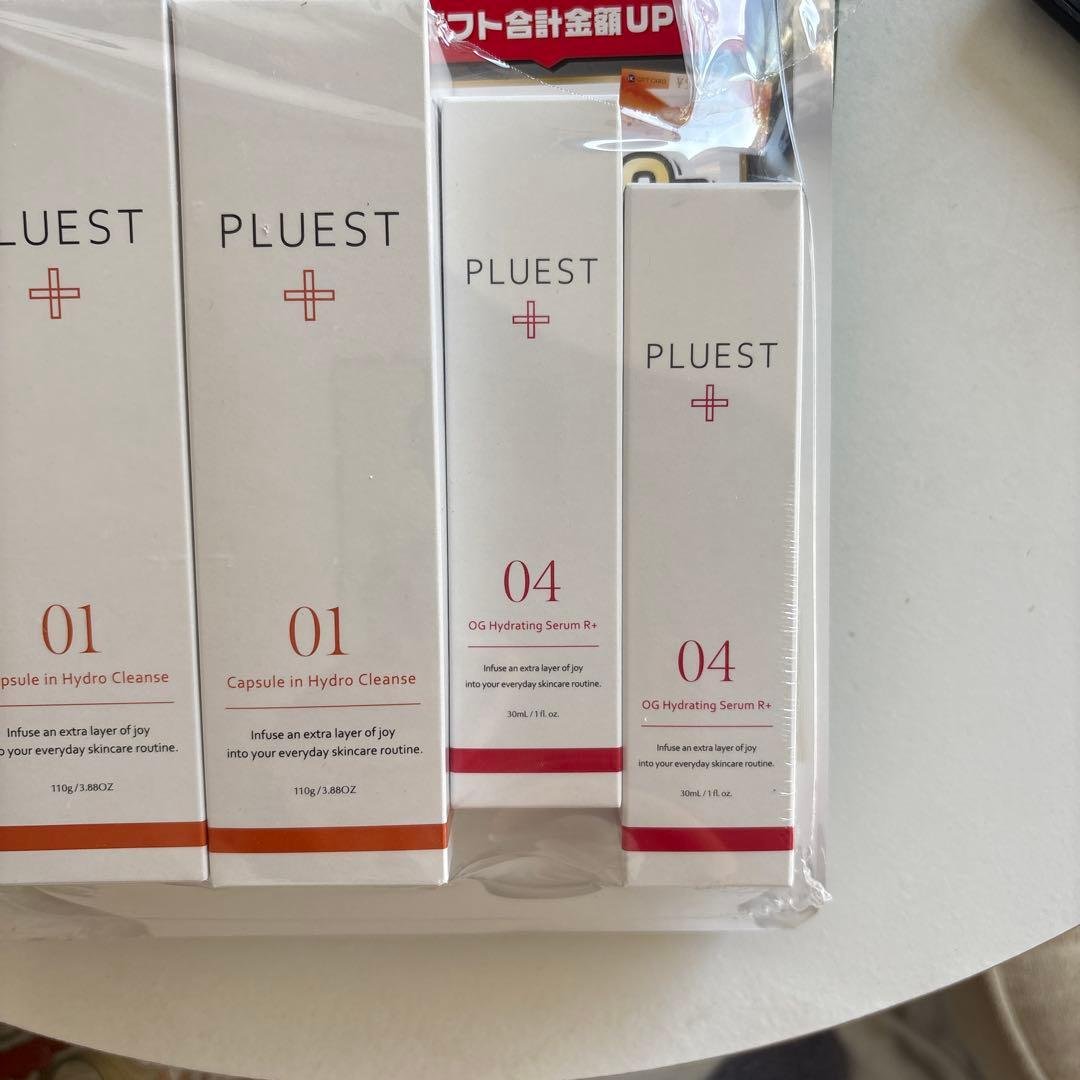 フト合計金額UP
GIFT CARD
LUEST
01
psule in Hydro Cleanse
Infuse an extra layer of joy
o your everyday skincare routine.
110g/3.88OZ
PLUEST
01
Capsule in Hydro Cleanse
Infuse an extra layer of joy
into your everyday skincare routine.
110g/3.88OZ
PLUEST
04
OG Hydrating Serum R+
Infuse an extra layer of joy
into your everyday skincare routine.
30mL / 1 fl. oz.
PLUEST
04
OG Hydrating Serum R+
Infuse an extra layer of joy
into your everyday skincare routine.
30mL / 1 fl. oz.